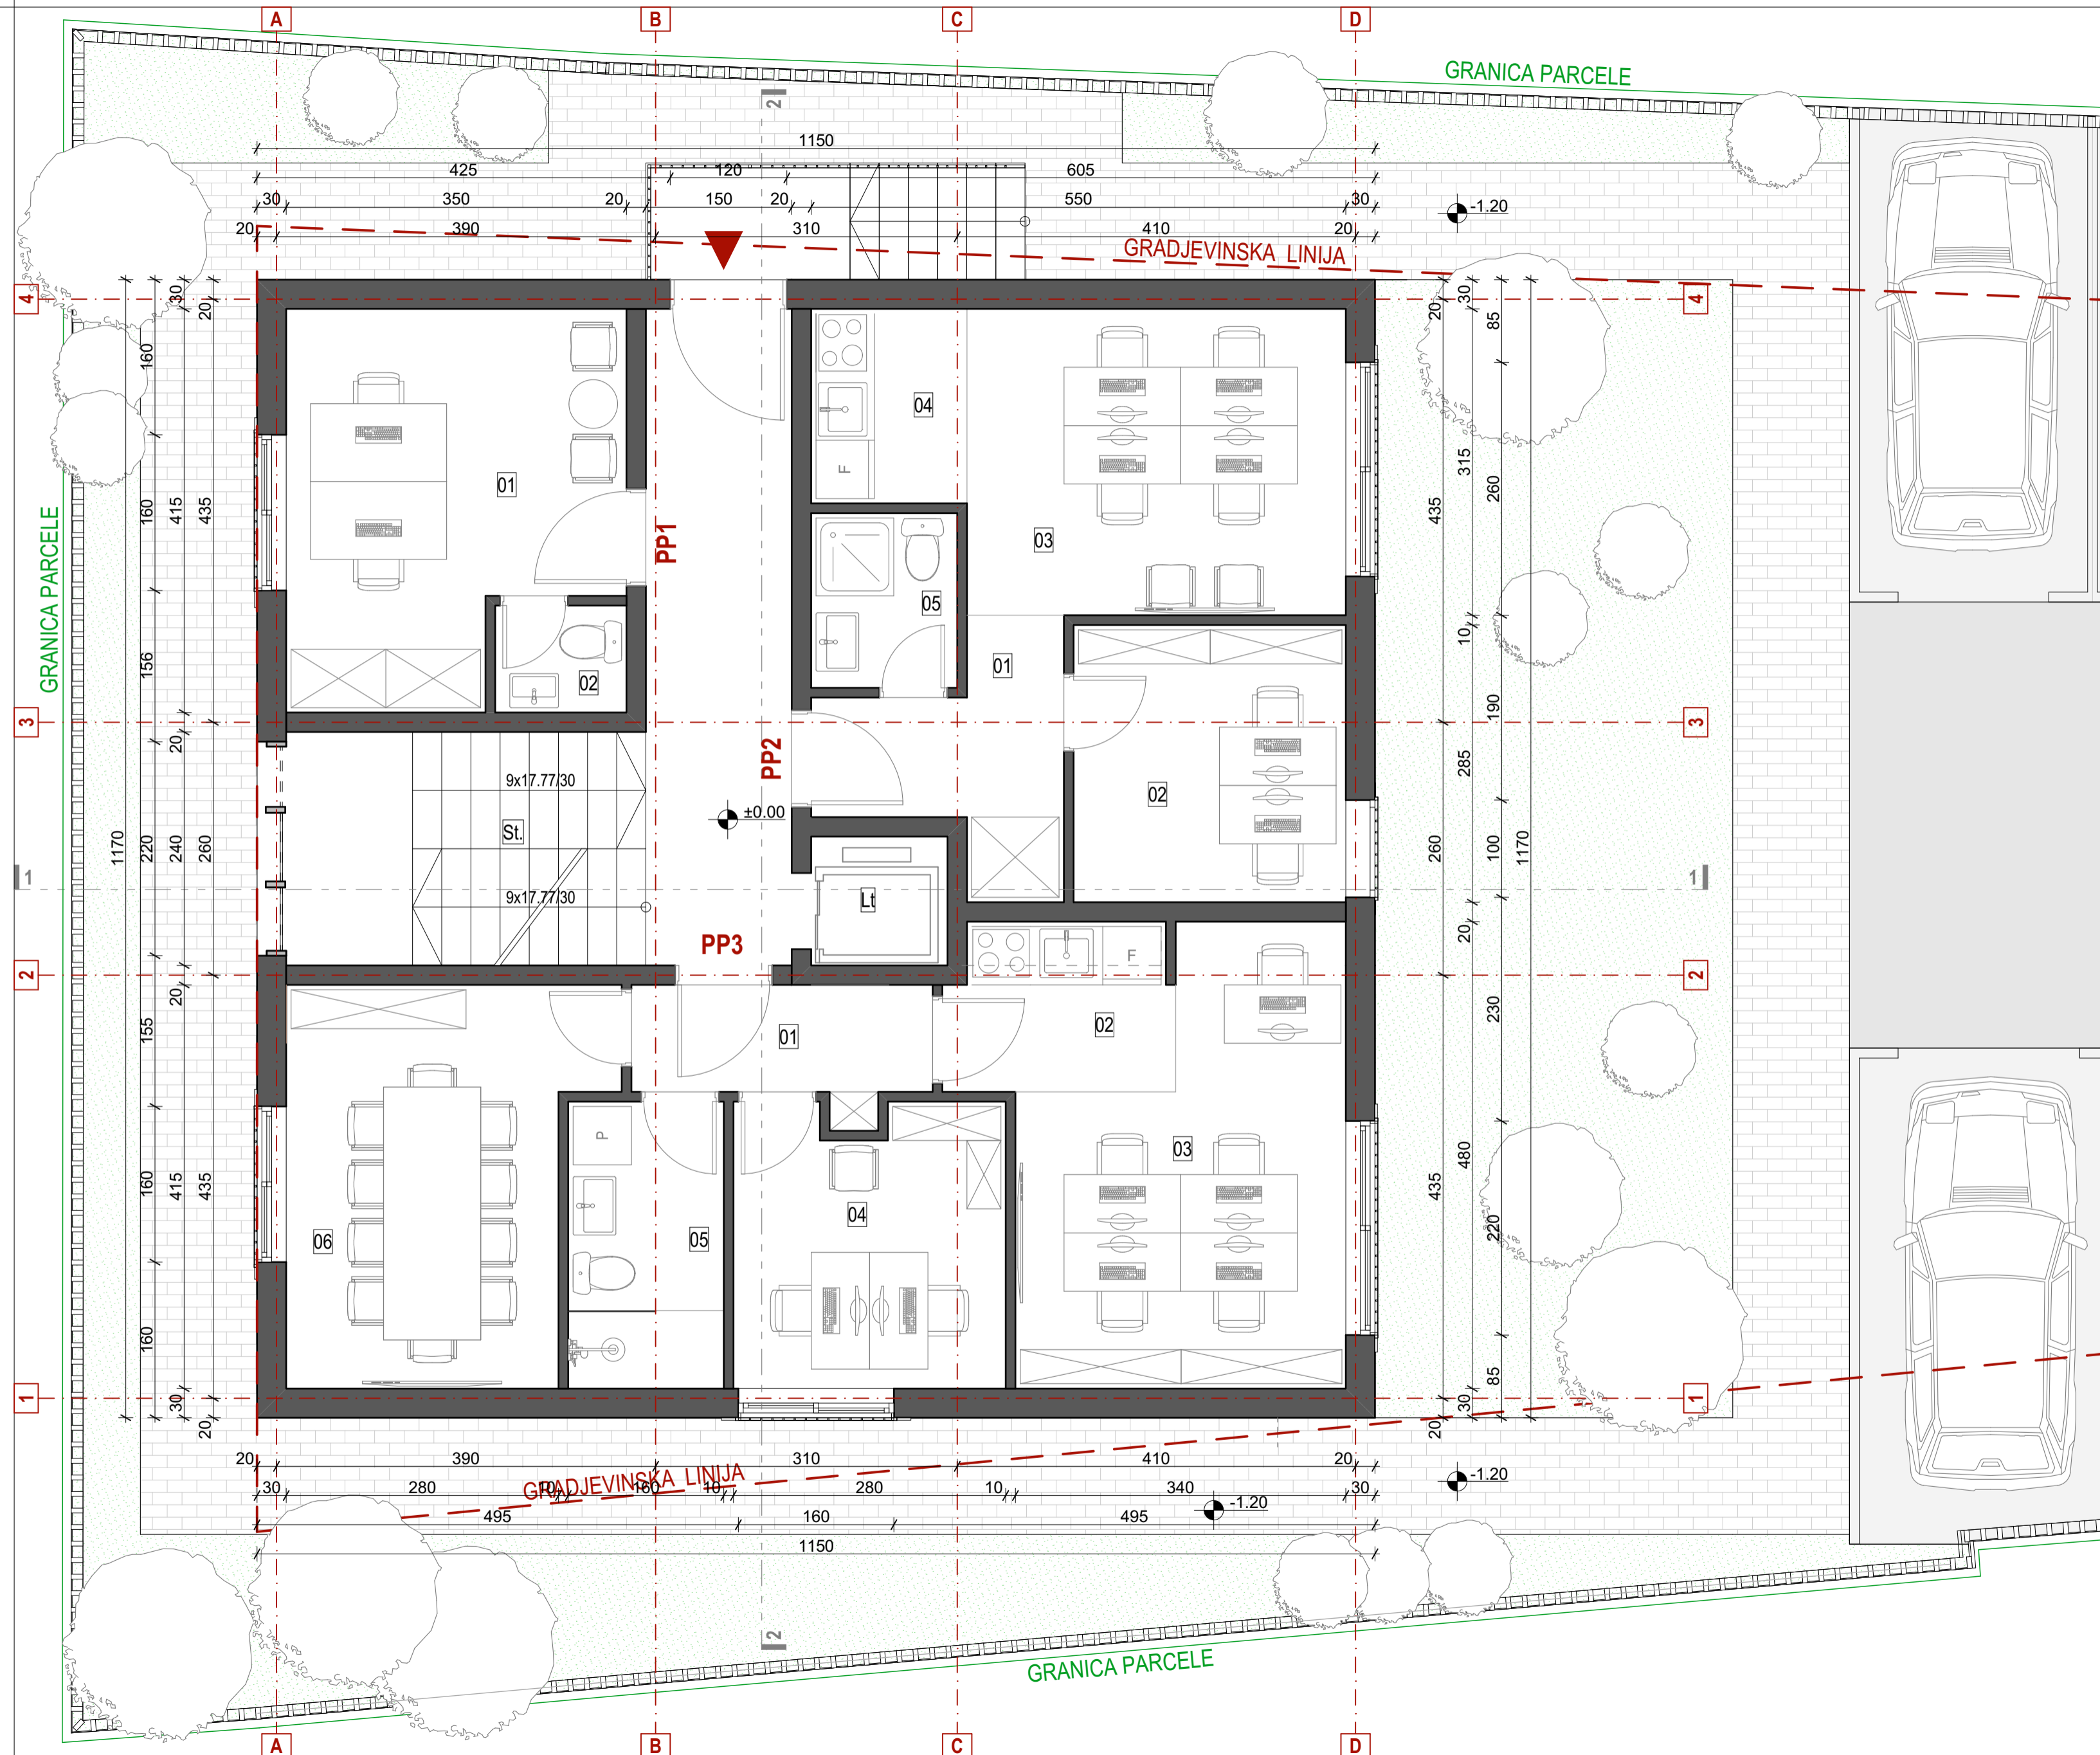 A B C D
GRANICA PARCELE
2
1150
425 120 605
30 350 20 150 20 550 30
-1.20
20 390 310 410 20
GRADJEVINSKA LINIJA
4 4
30 20
20 30 85
160
160 415 435
156
20
1170
220 240 260
20
155
160 415 435
160
30 20
GRANICA PARCELE
435 315 260
10
190
285
260 100 1170
20
230
435 480 220
85
30
20
01
02
PP1
04
F
03
05
01
02
3 3
PP2
9x17.77/30
St.
±0.00
9x17.77/30
Lt
1 1
PP3
2 2
F
01
02
03
P
04
05
06
1 1
20 390 310 410 20
GRADJEVINSKA LINIJA
-1.20
30 280 10 160 10 280 10 340 30
-1.20
495 160 495
1150
2
GRANICA PARCELE
A B C D